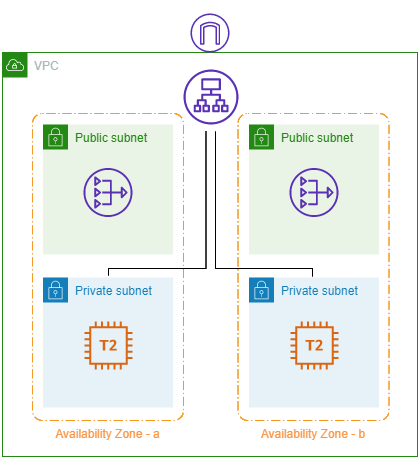 VPC
Public subnet
Public subnet
Private subnet
Private subnet
T2
T2
Availability Zone - a
Availability Zone - b